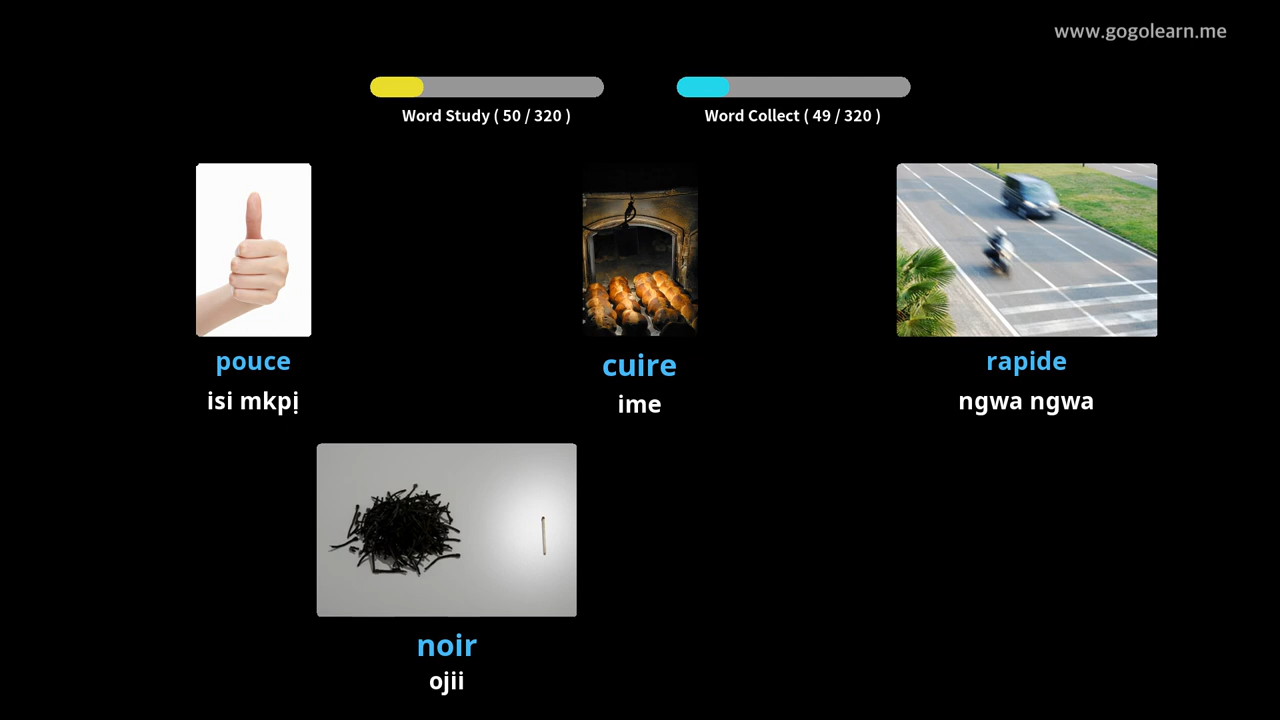 www.gogolearn.me
Word Study ( 50 / 320 )
Word Collect ( 49 / 320 )
pouce
isi mkpị
cuire
ime
rapide
ngwa ngwa
noir
ojii